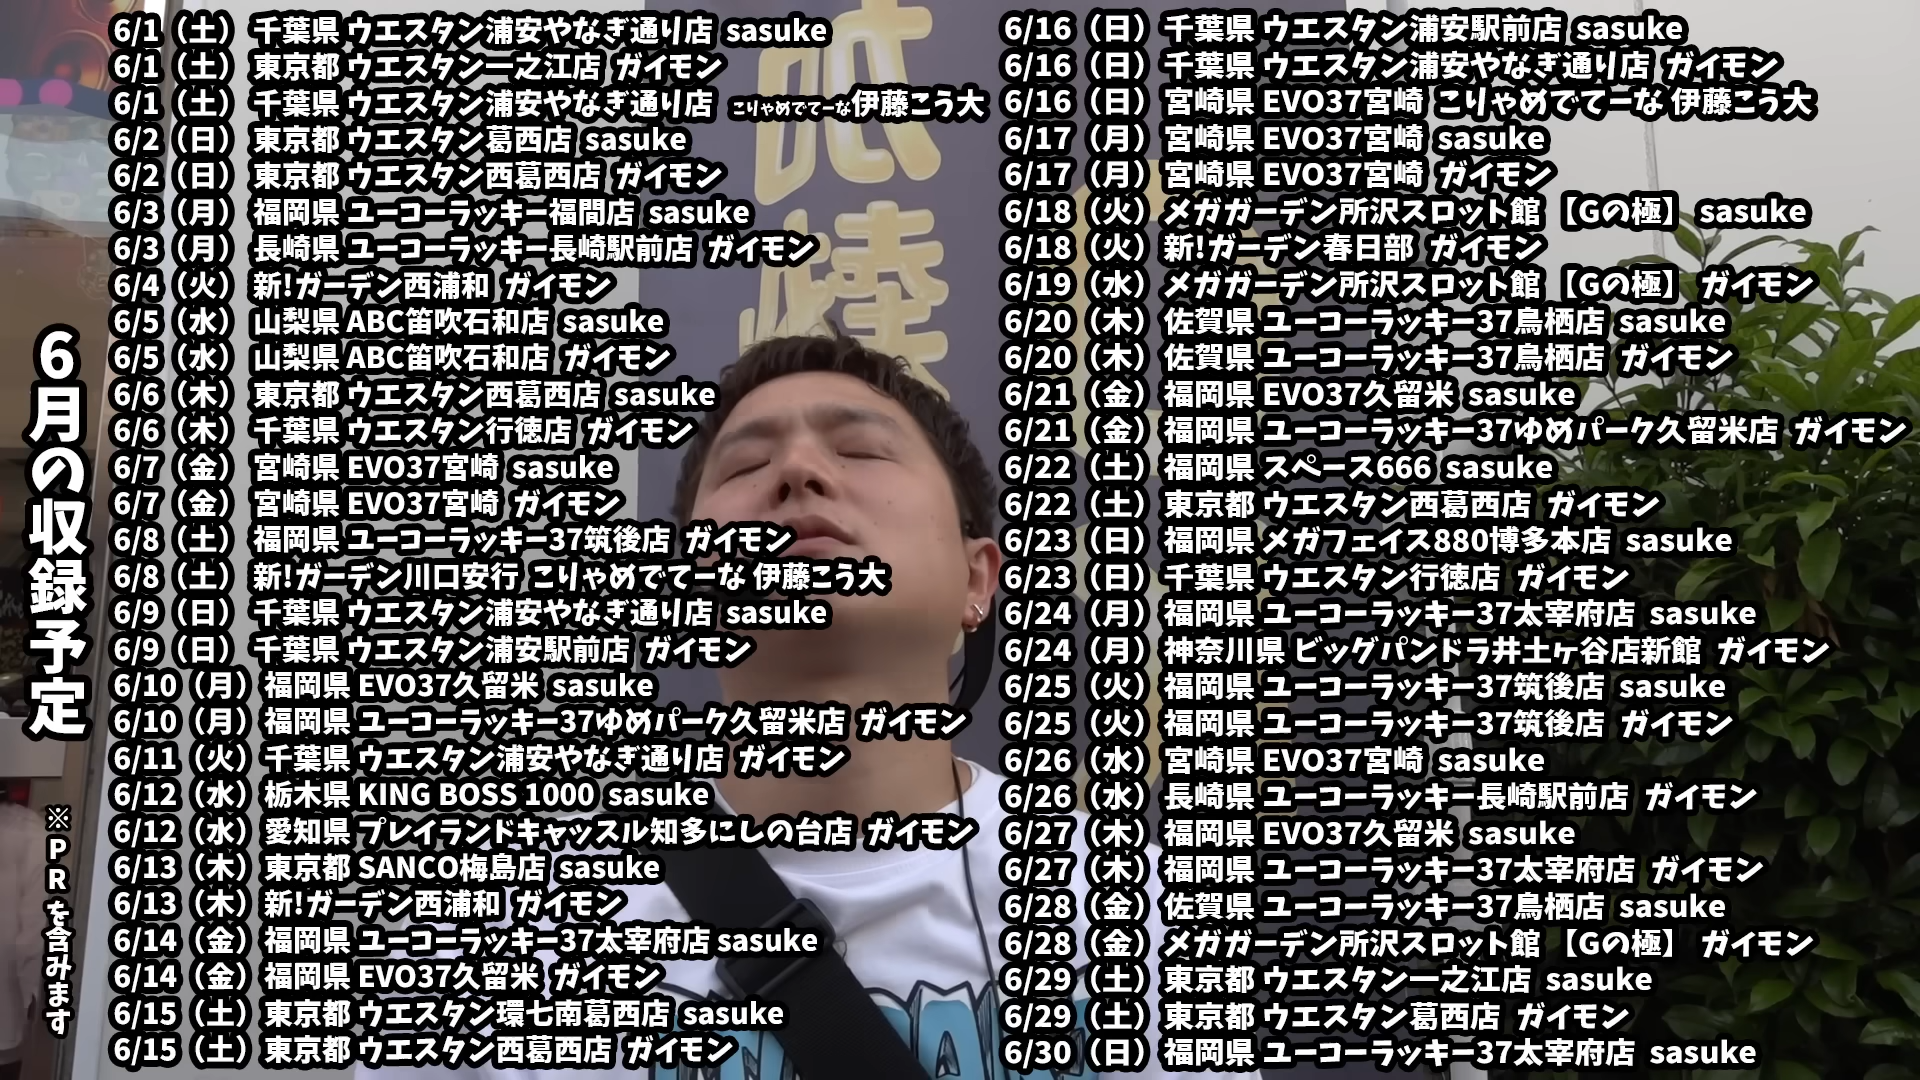 6月の収録予定
※PRを含みます
6/1（土）千葉県 ウエスタン浦安やなぎ通り店 sasuke
6/1（土）東京都 ウエスタン一之江店 ガイモン
6/1（土）千葉県 ウエスタン浦安やなぎ通り店 こりゃめでてーな伊藤こう大
6/2（日）東京都 ウエスタン葛西店 sasuke
6/2（日）東京都 ウエスタン西葛西店 ガイモン
6/3（月）福岡県 ユーコーラッキー福間店 sasuke
6/3（月）長崎県 ユーコーラッキー長崎駅前店 ガイモン
6/4（火）新!ガーデン西浦和 ガイモン
6/5（水）山梨県 ABC笛吹石和店 sasuke
6/5（水）山梨県 ABC笛吹石和店 ガイモン
6/6（木）東京都 ウエスタン西葛西店 sasuke
6/6（木）千葉県 ウエスタン行徳店 ガイモン
6/7（金）宮崎県 EVO37宮崎 sasuke
6/7（金）宮崎県 EVO37宮崎 ガイモン
6/8（土）福岡県 ユーコーラッキー37筑後店 ガイモン
6/8（土）新!ガーデン川口安行 こりゃめでてーな 伊藤こう大
6/9（日）千葉県 ウエスタン浦安やなぎ通り店 sasuke
6/9（日）千葉県 ウエスタン浦安駅前店 ガイモン
6/10（月）福岡県 EVO37久留米 sasuke
6/10（月）福岡県 ユーコーラッキー37ゆめパーク久留米店 ガイモン
6/11（火）千葉県 ウエスタン浦安やなぎ通り店 ガイモン
6/12（水）栃木県 KING BOSS 1000 sasuke
6/12（水）愛知県 プレイランドキャッスル知多にしの台店 ガイモン
6/13（木）東京都 SANCO梅島店 sasuke
6/13（木）新!ガーデン西浦和 ガイモン
6/14（金）福岡県 ユーコーラッキー37太宰府店 sasuke
6/14（金）福岡県 EVO37久留米 ガイモン
6/15（土）東京都 ウエスタン環七南葛西店 sasuke
6/15（土）東京都 ウエスタン西葛西店 ガイモン
6/16（日）千葉県 ウエスタン浦安駅前店 sasuke
6/16（日）千葉県 ウエスタン浦安やなぎ通り店 ガイモン
6/16（日）宮崎県 EVO37宮崎 こりゃめでてーな 伊藤こう大
6/17（月）宮崎県 EVO37宮崎 sasuke
6/17（月）宮崎県 EVO37宮崎 ガイモン
6/18（火）メガガーデン所沢スロット館 【Gの極】 sasuke
6/18（火）新!ガーデン春日部 ガイモン
6/19（水）メガガーデン所沢スロット館 【Gの極】 ガイモン
6/20（木）佐賀県 ユーコーラッキー37鳥栖店 sasuke
6/20（木）佐賀県 ユーコーラッキー37鳥栖店 ガイモン
6/21（金）福岡県 EVO37久留米 sasuke
6/21（金）福岡県 ユーコーラッキー37ゆめパーク久留米店 ガイモン
6/22（土）福岡県 スペース666 sasuke
6/22（土）東京都 ウエスタン西葛西店 ガイモン
6/23（日）福岡県 メガフェイス880博多本店 sasuke
6/23（日）千葉県 ウエスタン行徳店 ガイモン
6/24（月）福岡県 ユーコーラッキー37太宰府店 sasuke
6/24（月）神奈川県 ビッグパンドラ井土ヶ谷店新館 ガイモン
6/25（火）福岡県 ユーコーラッキー37筑後店 sasuke
6/25（火）福岡県 ユーコーラッキー37筑後店 ガイモン
6/26（水）宮崎県 EVO37宮崎 sasuke
6/26（水）長崎県 ユーコーラッキー長崎駅前店 ガイモン
6/27（木）福岡県 EVO37久留米 sasuke
6/27（木）福岡県 ユーコーラッキー37太宰府店 ガイモン
6/28（金）佐賀県 ユーコーラッキー37鳥栖店 sasuke
6/28（金）メガガーデン所沢スロット館 【Gの極】 ガイモン
6/29（土）東京都 ウエスタン一之江店 sasuke
6/29（土）東京都 ウエスタン葛西店 ガイモン
6/30（日）福岡県 ユーコーラッキー37太宰府店 sasuke